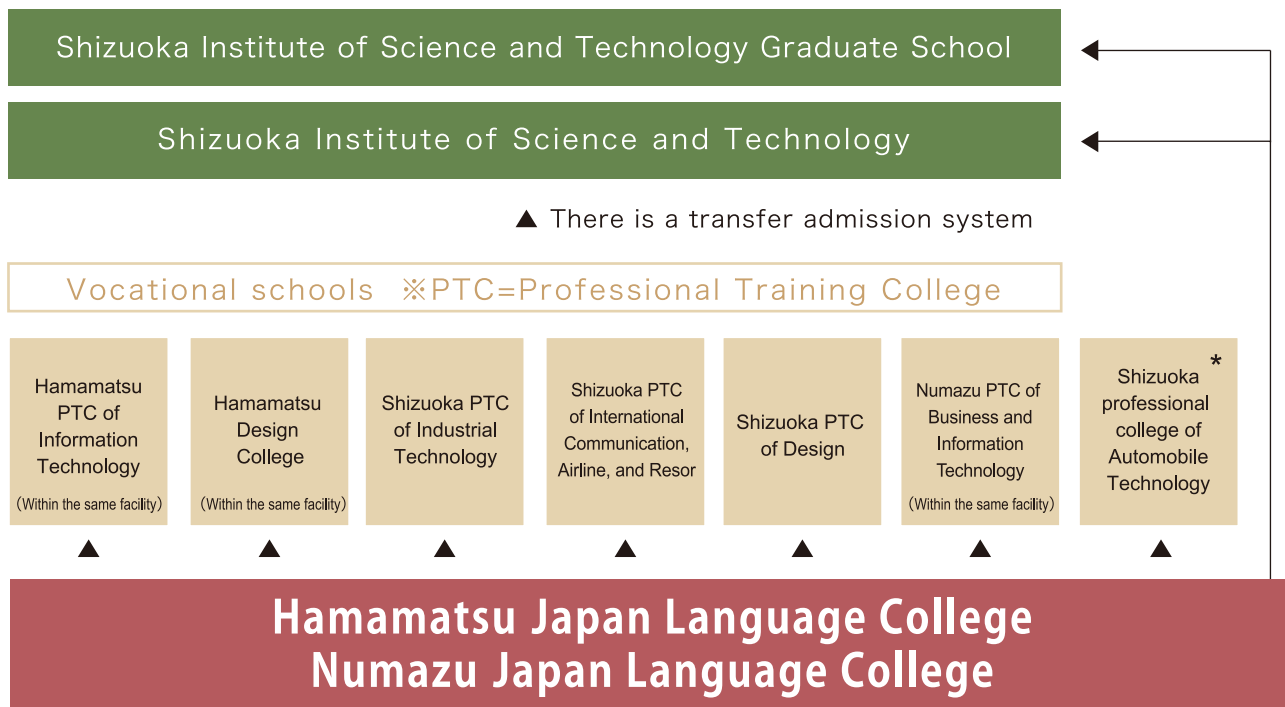 Shizuoka Institute of Science and Technology Graduate School
Shizuoka Institute of Science and Technology
▲ There is a transfer admission system
Vocational schools ※PTC=Professional Training College
Hamamatsu
PTC of
Information
Technology
(Within the same facility)
Hamamatsu
Design
College
(Within the same facility)
Shizuoka PTC
of Industrial
Technology
Shizuoka PTC
of International
Communication,
Airline, and Resor
Shizuoka PTC
of Design
Numazu PTC of
Business and
Information
Technology
(Within the same facility)
Shizuoka *
professional
college of
Automobile
Technology
Hamamatsu Japan Language College
Numazu Japan Language College